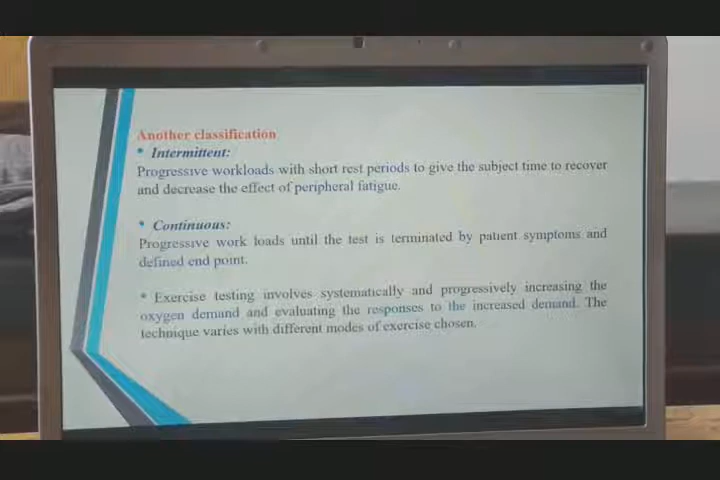 Another classification
* Intermittent:
Progressive workloads with short rest periods to give the subject time to recover
and decrease the effect of peripheral fatigue.
* Continuous:
Progressive work loads until the test is terminated by patient symptoms and
defined end point.
* Exercise testing involves systematically and progressively increasing the
oxygen demand and evaluating the responses to the increased demand. The
technique varies with different modes of exercise chosen.